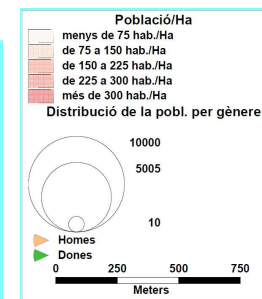 Població/Ha
menys de 75 hab./Ha
de 75 a 150 hab./Ha
de 150 a 225 hab./Ha
de 225 a 300 hab./Ha
més de 300 hab./Ha
Distribució de la pobl. per gènere
10000
5005
10
Homes
Dones
0 250 500 750
Meters